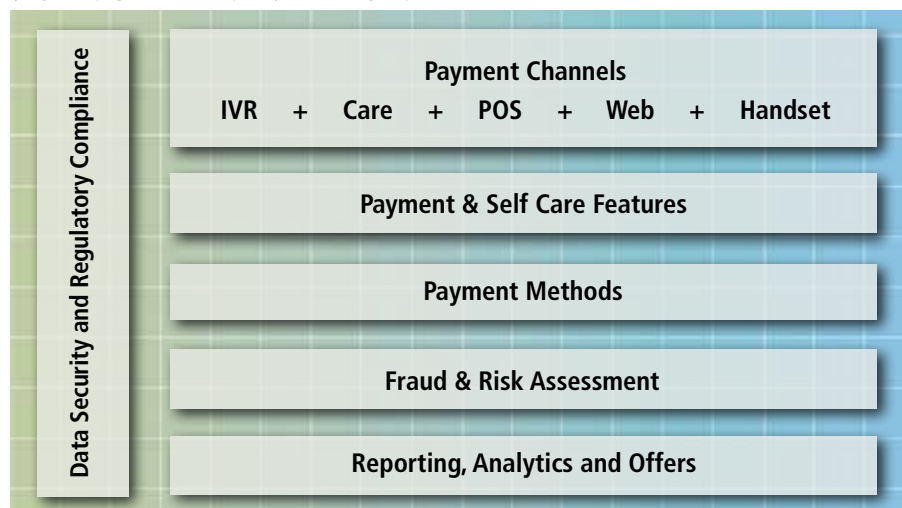 Data Security and Regulatory Compliance
Payment Channels
IVR + Care + POS + Web + Handset
Payment & Self Care Features
Payment Methods
Fraud & Risk Assessment
Reporting, Analytics and Offers